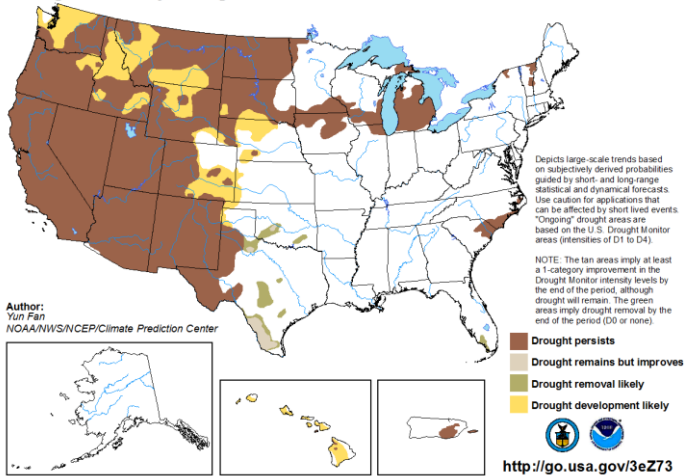 Depicts large-scale trends based
on subjectively derived probabilities
guided by short- and long-range
statistical and dynamical forecasts.
Use caution for applications that
can be affected by short lived events.
"Ongoing" drought areas are
based on the U.S. Drought Monitor
areas (intensities of D1 to D4).
NOTE: The tan areas imply at least
a 1-category improvement in the
Drought Monitor intensity levels by
the end of the period, although
drought will remain. The green
areas imply drought removal by the
end of the period (D0 or none).
Author:
Yun Fan
NOAA/NWS/NCEP/Climate Prediction Center
Drought persists
Drought remains but improves
Drought removal likely
Drought development likely
http://go.usa.gov/3eZ73